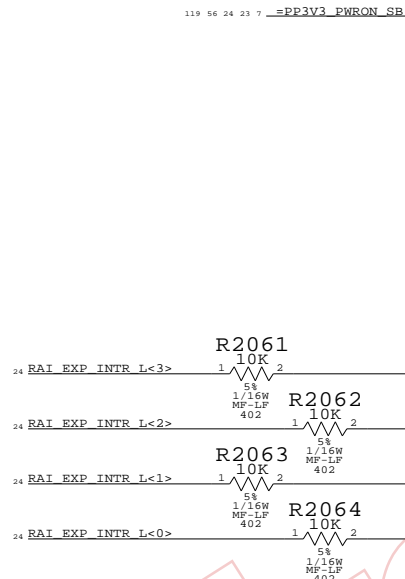 119 56 24 23 7 =PP3V3_PWRON_SB
R2061
10K
24 RAI_EXP_INTR_L<3> 1 2
5%
1/16W
MF-LF
402
R2062
10K
24 RAI_EXP_INTR_L<2> 1 2
5%
1/16W
MF-LF
402
R2063
10K
24 RAI_EXP_INTR_L<1> 1 2
5%
1/16W
MF-LF
402
R2064
10K
24 RAI_EXP_INTR_L<0> 1 2
5%
1/16W
MF-LF
402